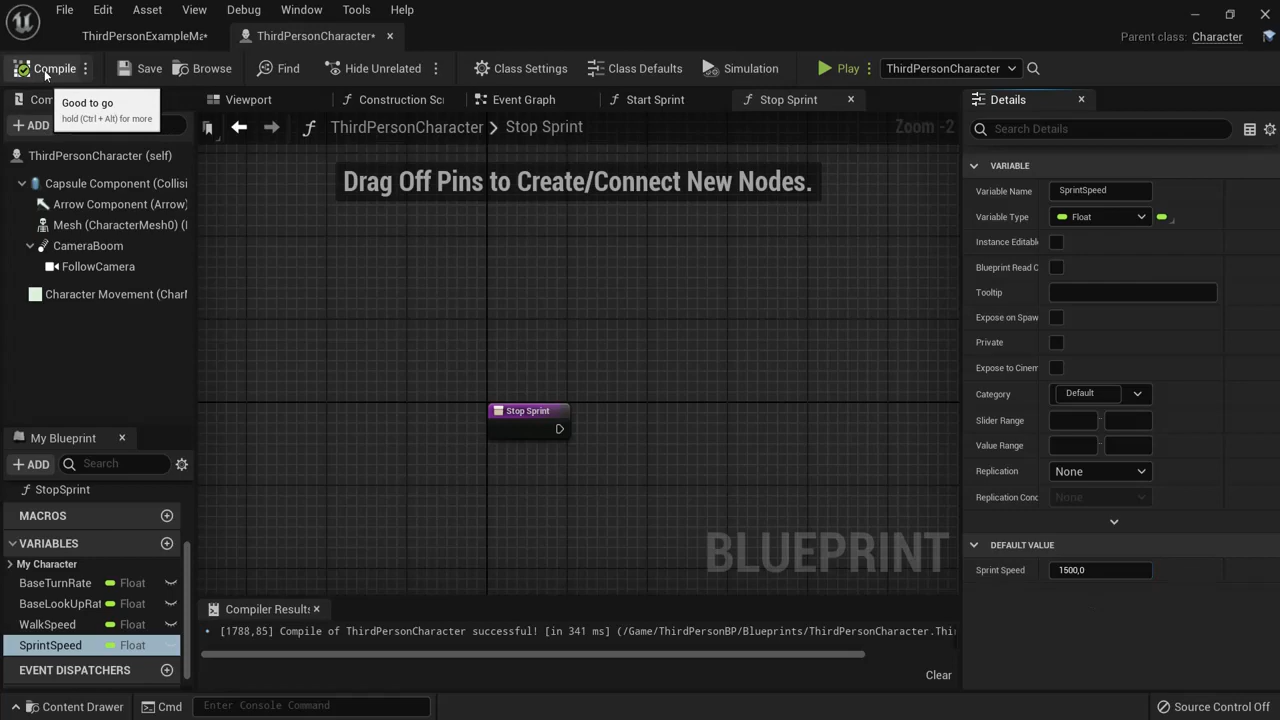 File Edit Asset View Debug Window Tools Help
ThirdPersonExampleMa*
ThirdPersonCharacter*
Parent class: Character
Compile
Save
Browse
Find
Hide Unrelated
Class Settings
Class Defaults
Simulation
Play
ThirdPersonCharacter
Good to go
hold (Ctrl + Alt) for more
Com
Viewport
Construction Scr
Event Graph
Start Sprint
Stop Sprint
Details
ADD
ThirdPersonCharacter
Stop Sprint
Zoom -2
Search Details
Drag Off Pins to Create/Connect New Nodes.
ThirdPersonCharacter (self)
Capsule Component (Collisi
Arrow Component (Arrow)
Mesh (CharacterMesh0) (I
CameraBoom
FollowCamera
Character Movement (Charl
VARIABLE
Variable Name SprintSpeed
Variable Type Float
Instance Editabl
Blueprint Read O
Tooltip
Expose on Spaw
Private
Expose to Cinem
Category Default
Slider Range
Value Range
Replication None
Replication Conc None
DEFAULT VALUE
Sprint Speed 1500,0
Stop Sprint
BLUEPRINT
My Blueprint
ADD Search
StopSprint
MACROS
VARIABLES
My Character
BaseTurnRate Float
BaseLookUpRat Float
WalkSpeed Float
SprintSpeed Float
EVENT DISPATCHERS
Compiler Results
[1788,85] Compile of ThirdPersonCharacter successful! [in 341 ms] (/Game/ThirdPersonBP/Blueprints/ThirdPersonCharacter.Thir
Clear
Content Drawer
Cmd
Enter Console Command
Source Control Off